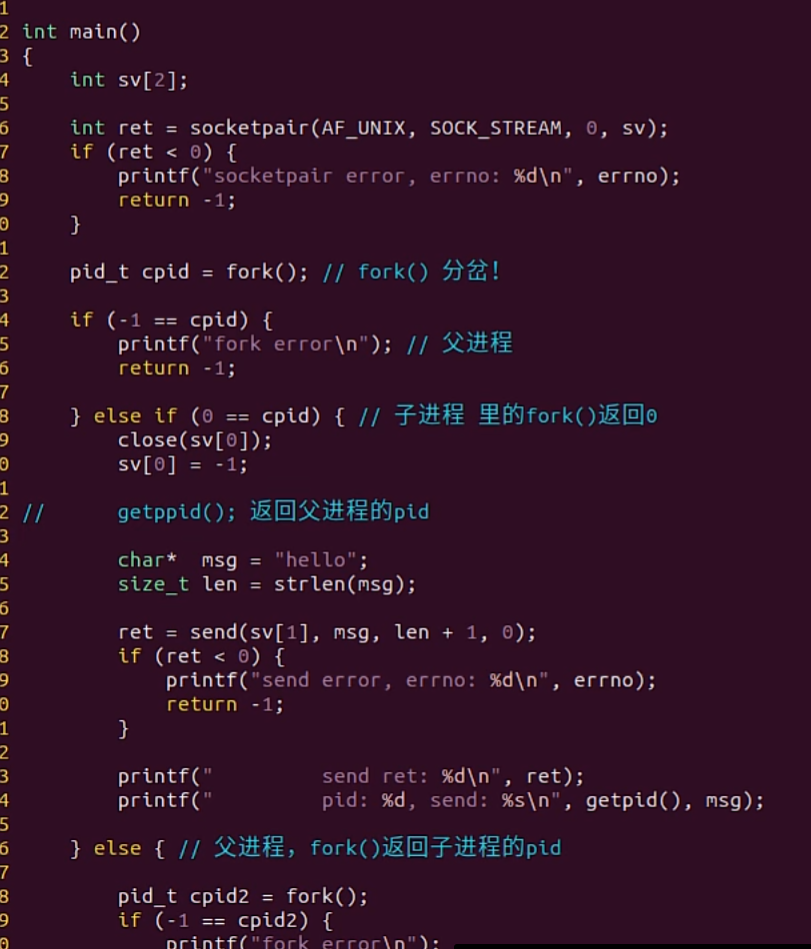 1
2 int main()
3 {
4     int sv[2];
5
6     int ret = socketpair(AF_UNIX, SOCK_STREAM, 0, sv);
7     if (ret < 0) {
8         printf("socketpair error, errno: %d\n", errno);
9         return -1;
0     }
1
2     pid_t cpid = fork(); // fork() 分岔!
3
4     if (-1 == cpid) {
5         printf("fork error\n"); // 父进程
6         return -1;
7
8     } else if (0 == cpid) { // 子进程 里的fork()返回0
9         close(sv[0]);
0         sv[0] = -1;
1
2 //      getppid(); 返回父进程的pid
3
4         char*  msg = "hello";
5         size_t len = strlen(msg);
6
7         ret = send(sv[1], msg, len + 1, 0);
8         if (ret < 0) {
9             printf("send error, errno: %d\n", errno);
0             return -1;
1         }
2
3         printf("         send ret: %d\n", ret);
4         printf("         pid: %d, send: %s\n", getpid(), msg);
5
6     } else { // 父进程，fork()返回子进程的pid
7
8         pid_t cpid2 = fork();
9         if (-1 == cpid2) {
0             printf("fork error\n");